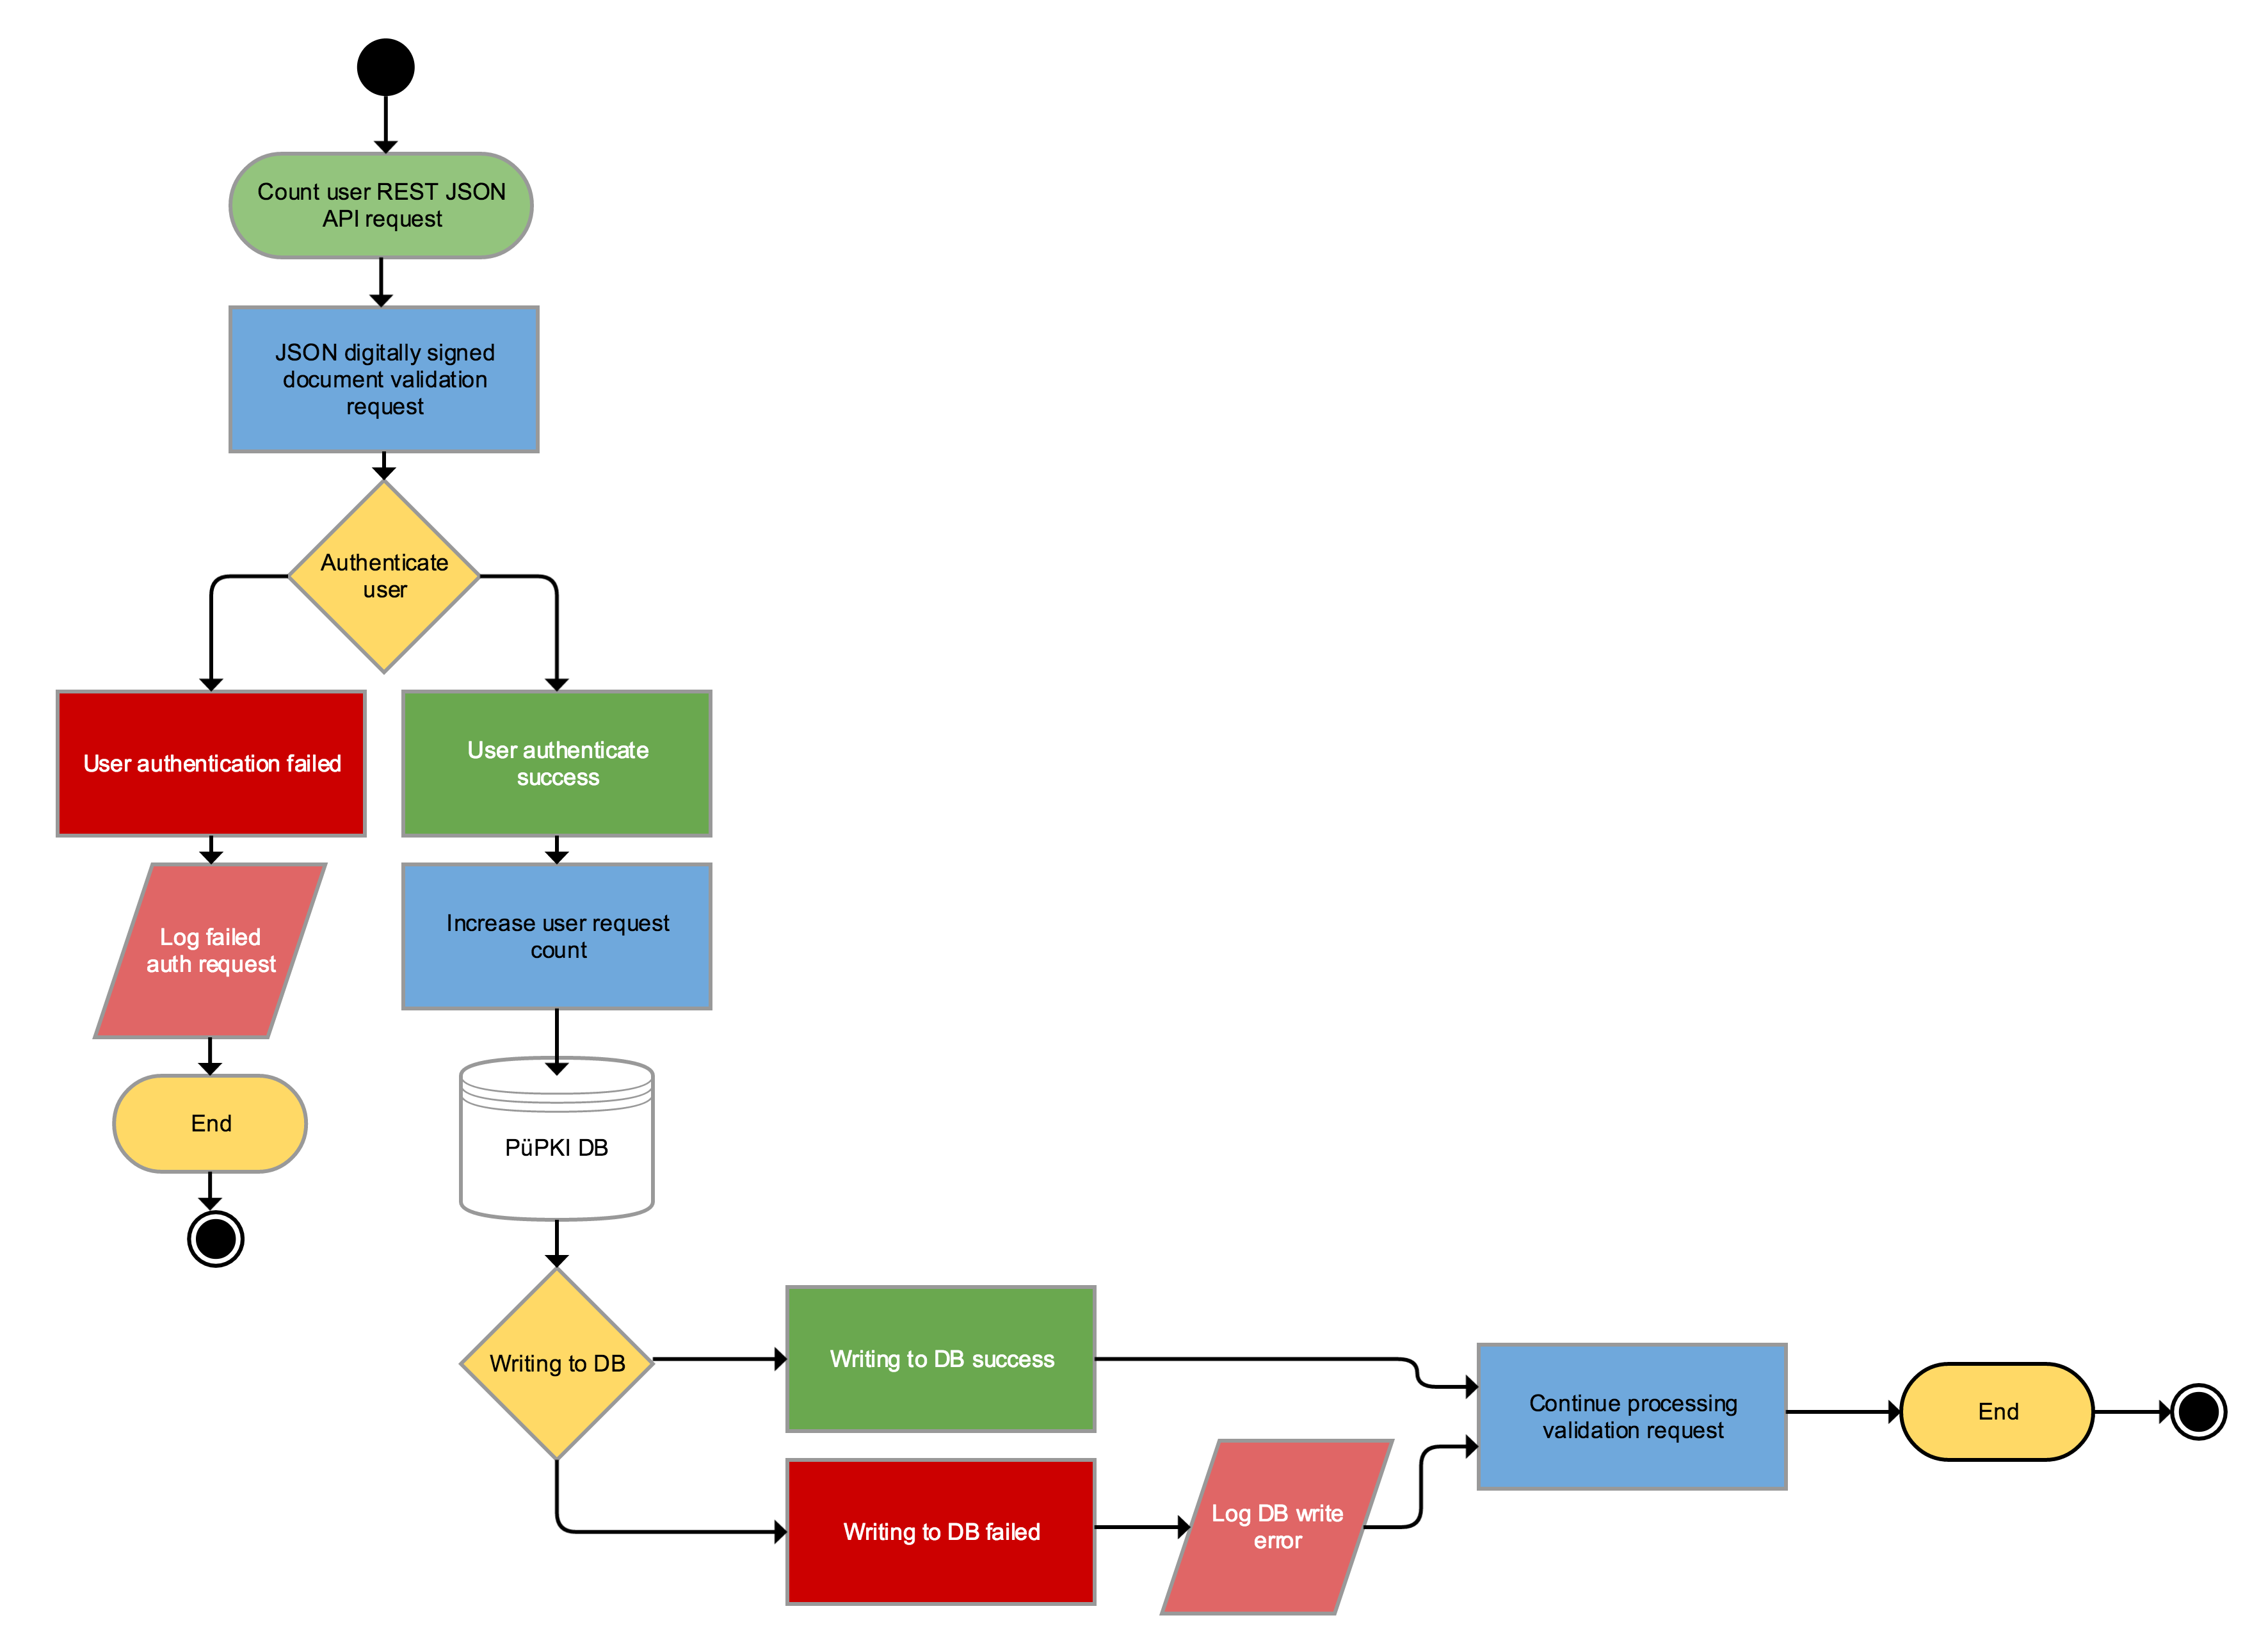 Count user REST JSON
API request
JSON digitally signed
document validation
request
Authenticate
user
User authentication failed
User authenticate
success
Log failed
auth request
Increase user request
count
End
PüPKI DB
Writing to DB
Writing to DB success
Writing to DB failed
Log DB write
error
Continue processing
validation request
End